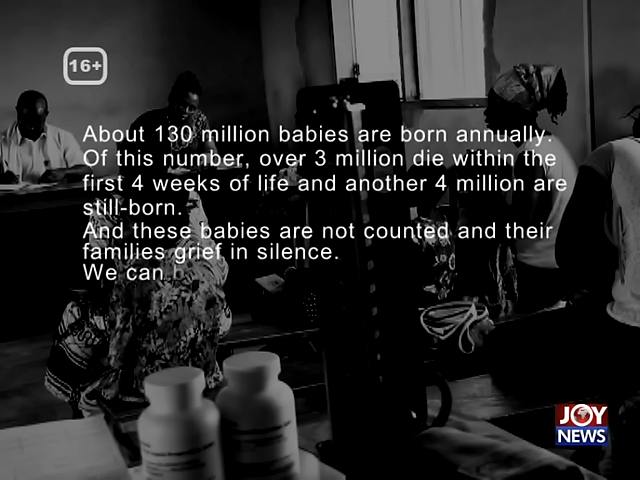 16+
About 130 million babies are born annually.
Of this number, over 3 million die within the
first 4 weeks of life and another 4 million are
still-born.
And these babies are not counted and their
families grief in silence.
We can
JOY
NEWS